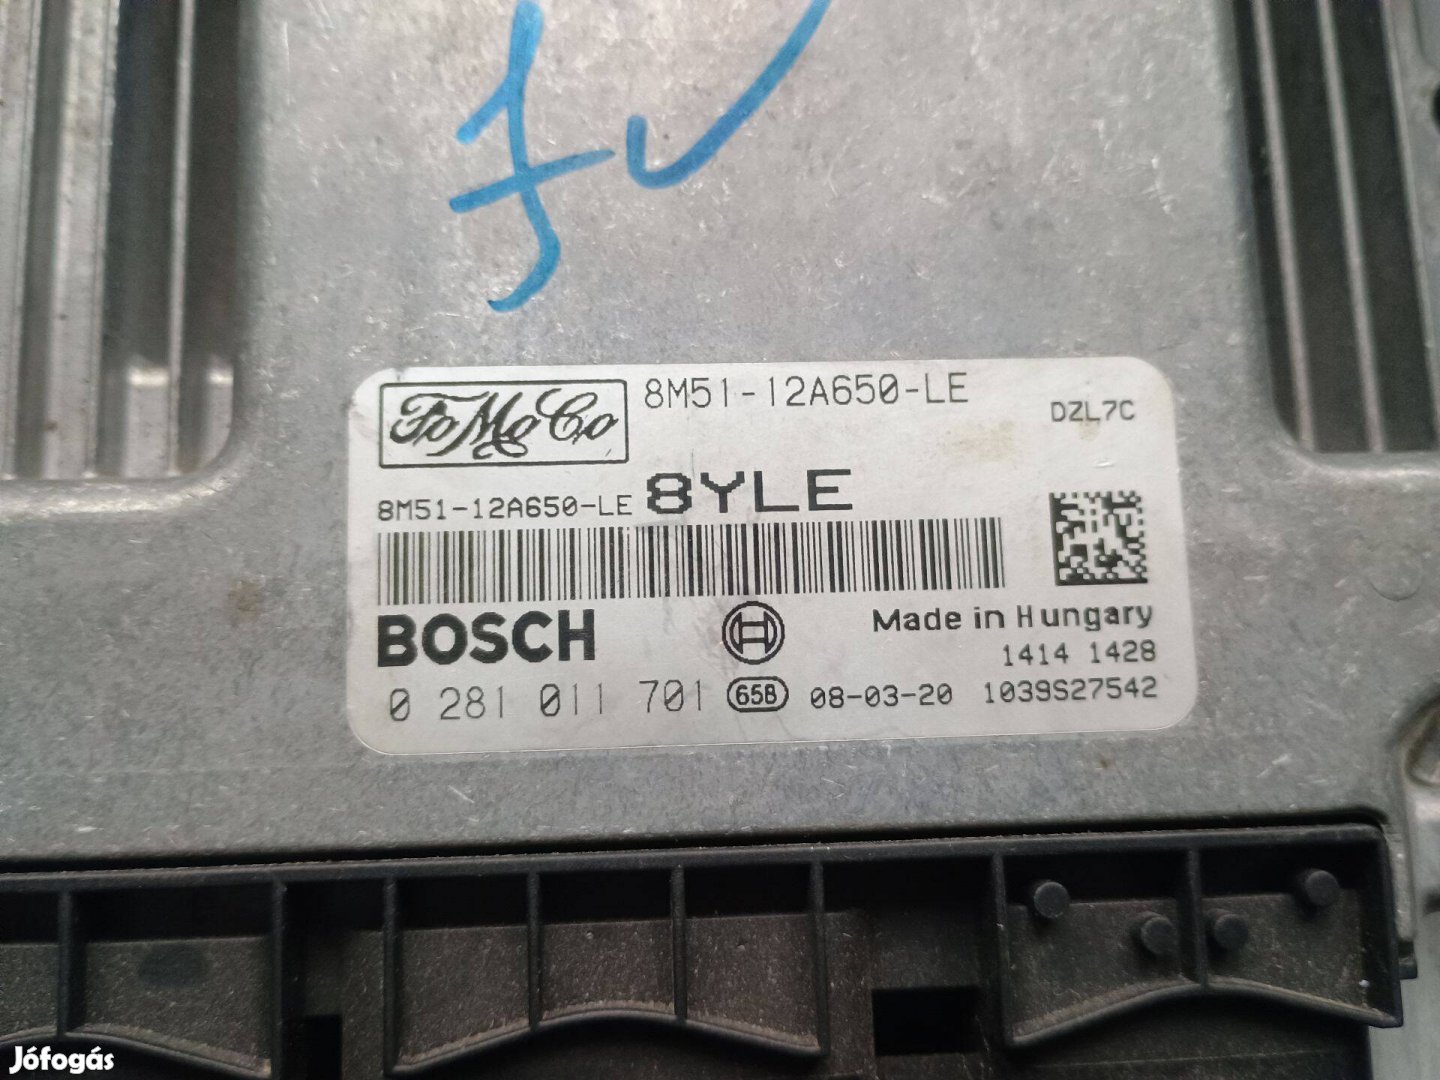 FoMoCo 8M51-12A650-LE
DZL7C
8M51-12A650-LE 8YLE
BOSCH
Made in Hungary
1414 1428
0 281 011 701 65B 08-03-20 1039S27542
Jófogás